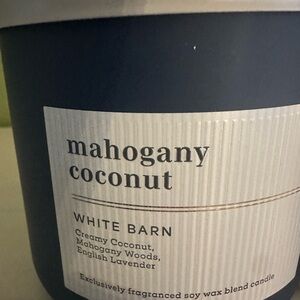 mahogany
coconut
WHITE BARN
Creamy Coconut,
Mahogany Woods,
English Lavender
Exclusively fragranced soy wax blend candle